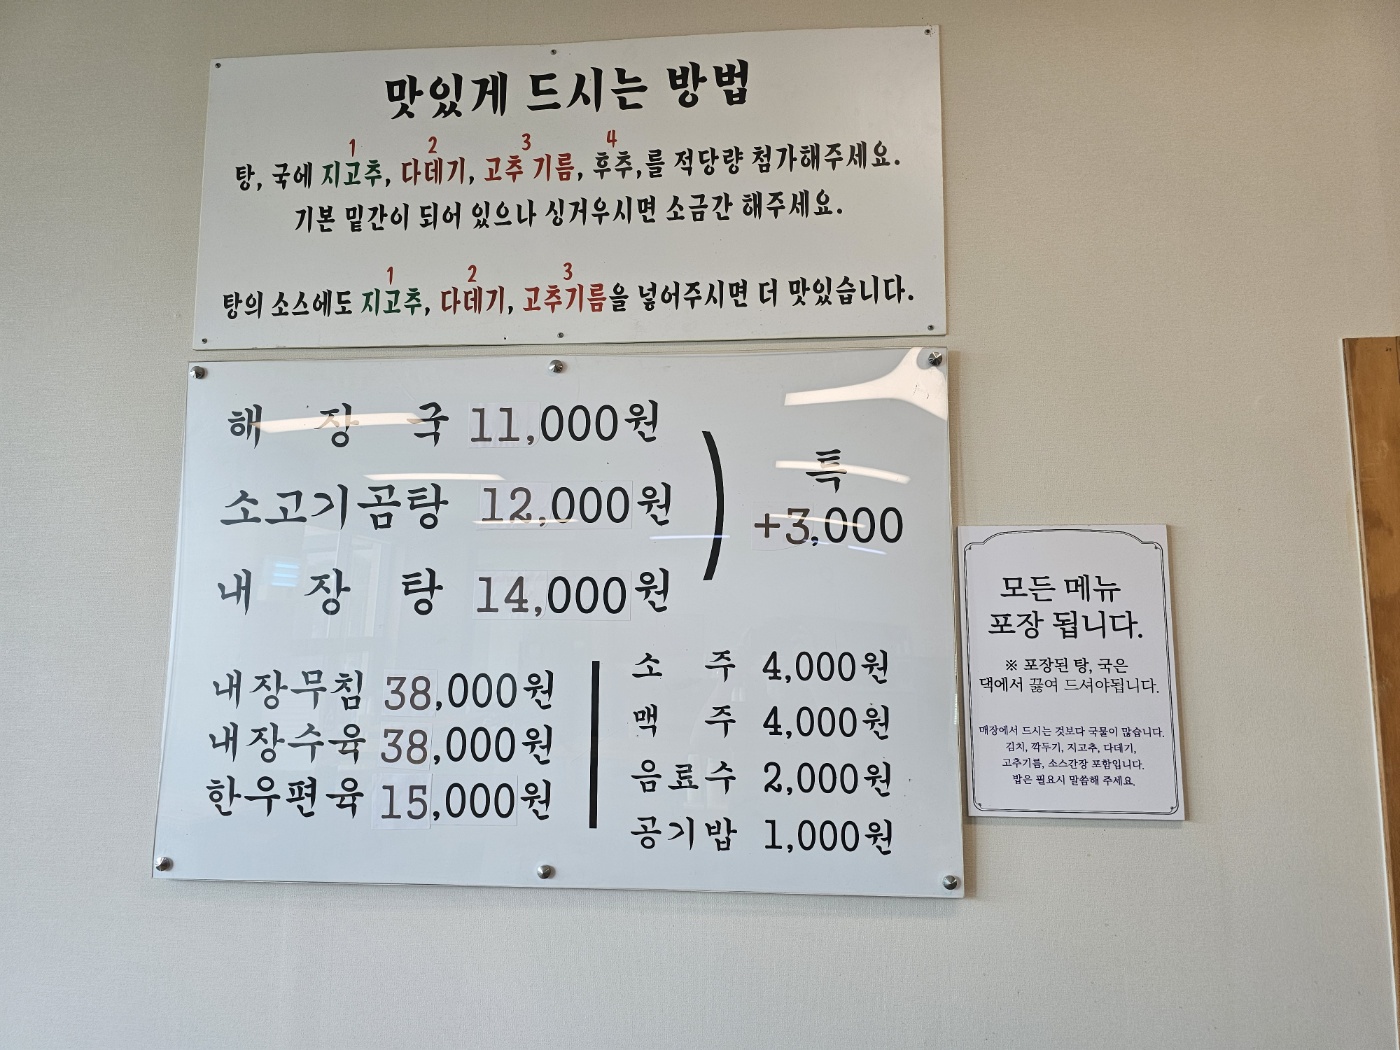 맛있게 드시는 방법
1 2 3 4
탕, 국에 지고추, 다데기, 고추 기름, 후추,를 적당량 첨가해주세요.
기본 밑간이 되어 있으나 싱거우시면 소금간 해주세요.
1 2 3
탕의 소스에도 지고추, 다데기, 고추기름을 넣어주시면 더 맛있습니다.
해 장 국 11,000원
소고기곰탕 12,000원
내 장 탕 14,000원
특
+3,000
내장무침 38,000원
내장수육 38,000원
한우편육 15,000원
소 주 4,000원
맥 주 4,000원
음료수 2,000원
공기밥 1,000원
모든 메뉴
포장 됩니다.
※ 포장된 탕, 국은
댁에서 끓여 드셔야됩니다.
매장에서 드시는 것보다 국물이 많습니다.
김치, 깍두기, 지고추, 다데기,
고추기름, 소스간장 포함입니다.
밥은 필요시 말씀해 주세요.